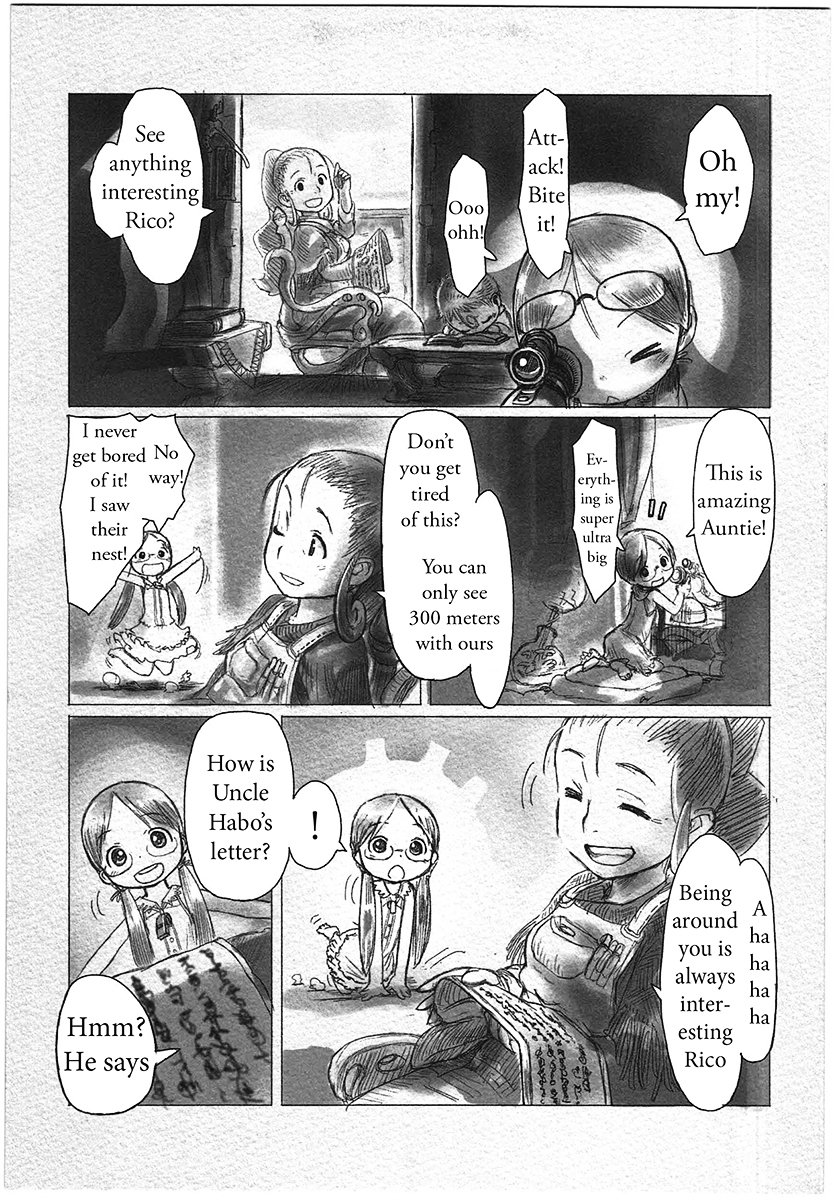 Oh
my!
Att-
ack!
Bite
it!
Ooo
ohh!
See
anything
interesting
Rico?
This is
amazing
Auntie!
Ev-
eryth-
ing is
super
ultra
big
!!
Don't
you get
tired
of this?
You can
only see
300 meters
with ours
No
way!
I never
get bored
of it!
I saw
their
nest!
A
ha
ha
ha
ha
Being
around
you is
always
inter-
esting
Rico
!
How is
Uncle
Habo's
letter?
Hmm?
He says